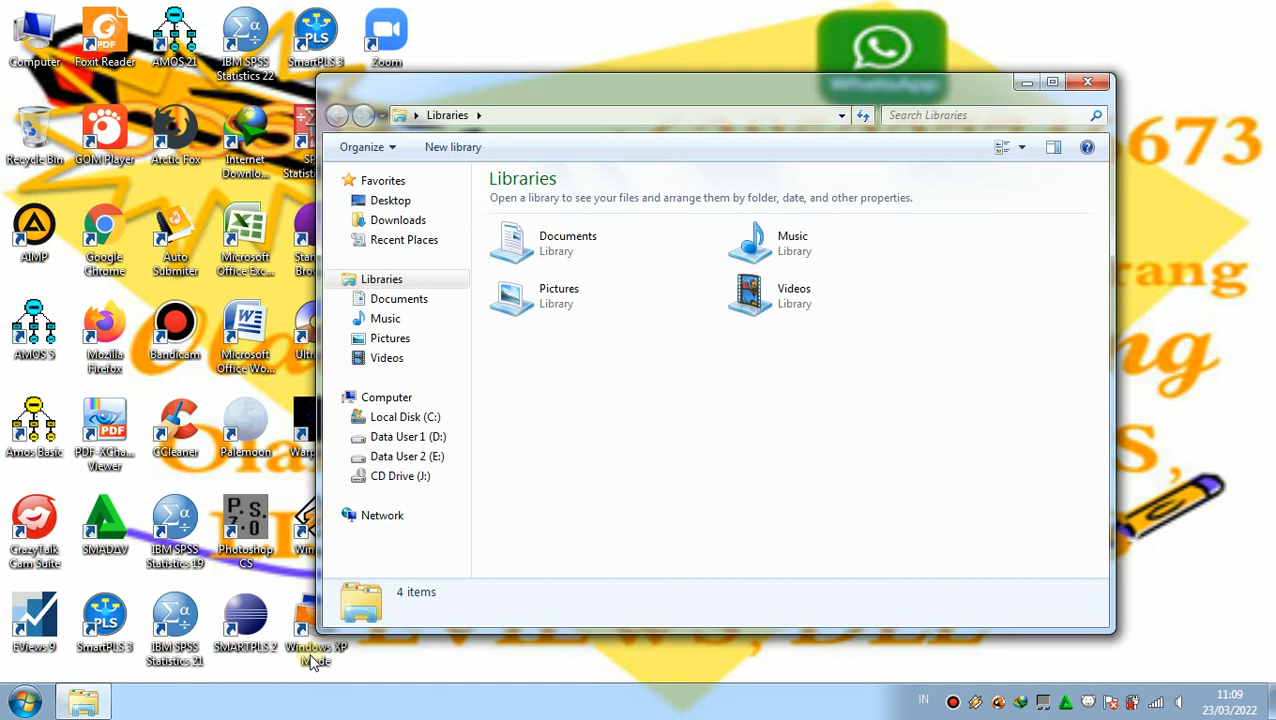 Computer
Foxit Reader
AMOS 21
IBM SPSS
Statistics 22
SmartPLS 3
Zoom
WhatsApp
Recycle Bin
GOM Player
Arctic Fox
Internet
Downlo...
AIMP
Google
Chrome
Auto
Submiter
Microsoft
Office Exc...
AMOS 5
Mozilla
Firefox
Bandicam
Microsoft
Office Wo...
Amos Basic
PDF-XCha...
Viewer
CCleaner
Palemoon
CrazyTalk
Cam Suite
SMADΔV
IBM SPSS
Statistics 19
Photoshop
CS
EViews 9
SmartPLS 3
IBM SPSS
Statistics 21
SMARTPLS 2
Windows XP
Mode
Libraries
Search Libraries
Organize
New library
Favorites
Desktop
Downloads
Recent Places
Libraries
Documents
Music
Pictures
Videos
Computer
Local Disk (C:)
Data User 1 (D:)
Data User 2 (E:)
CD Drive (J:)
Network
Libraries
Open a library to see your files and arrange them by folder, date, and other properties.
Documents
Library
Music
Library
Pictures
Library
Videos
Library
4 items
673
EVIEWS, DLL
IN
11:09
23/03/2022